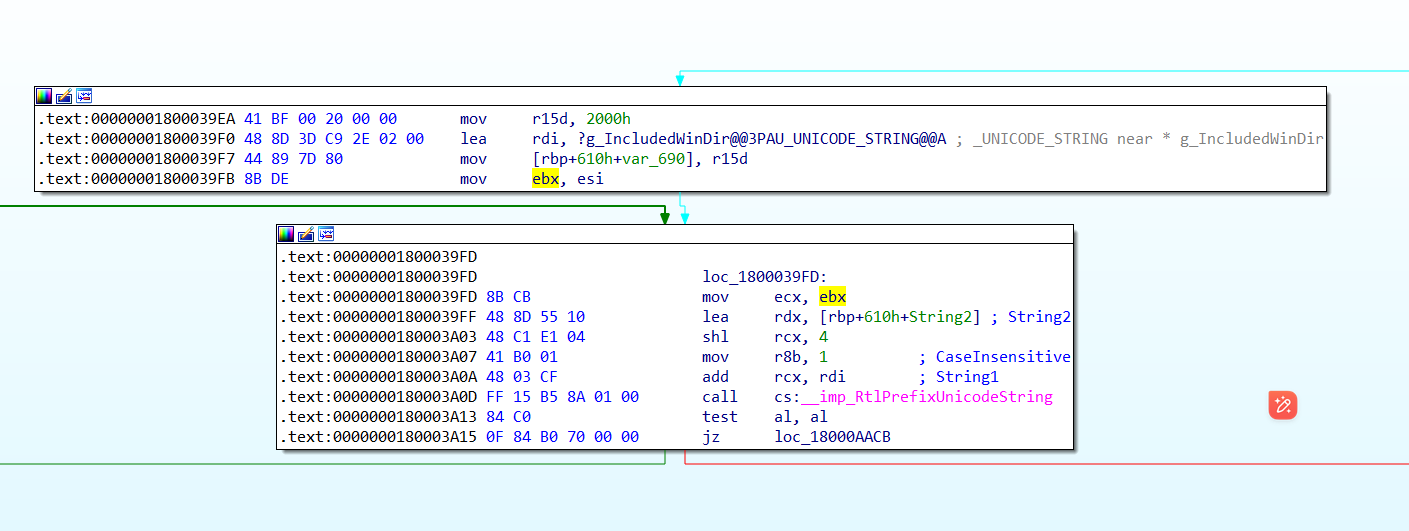 .text:00000001800039EA 41 BF 00 20 00 00 mov r15d, 2000h
.text:00000001800039F0 48 8D 3D C9 2E 02 00 lea rdi, ?g_IncludedWinDir@@3PAU_UNICODE_STRING@@A ; _UNICODE_STRING near * g_IncludedWinDir
.text:00000001800039F7 44 89 7D 80 mov [rbp+610h+var_690], r15d
.text:00000001800039FB 8B DE mov ebx, esi
.text:00000001800039FD
.text:00000001800039FD loc_1800039FD:
.text:00000001800039FD 8B CB mov ecx, ebx
.text:00000001800039FF 48 8D 55 10 lea rdx, [rbp+610h+String2] ; String2
.text:0000000180003A03 48 C1 E1 04 shl rcx, 4
.text:0000000180003A07 41 B0 01 mov r8b, 1 ; CaseInsensitive
.text:0000000180003A0A 48 03 CF add rcx, rdi ; String1
.text:0000000180003A0D FF 15 B5 8A 01 00 call cs:__imp_RtlPrefixUnicodeString
.text:0000000180003A13 84 C0 test al, al
.text:0000000180003A15 0F 84 B0 70 00 00 jz loc_18000AACB